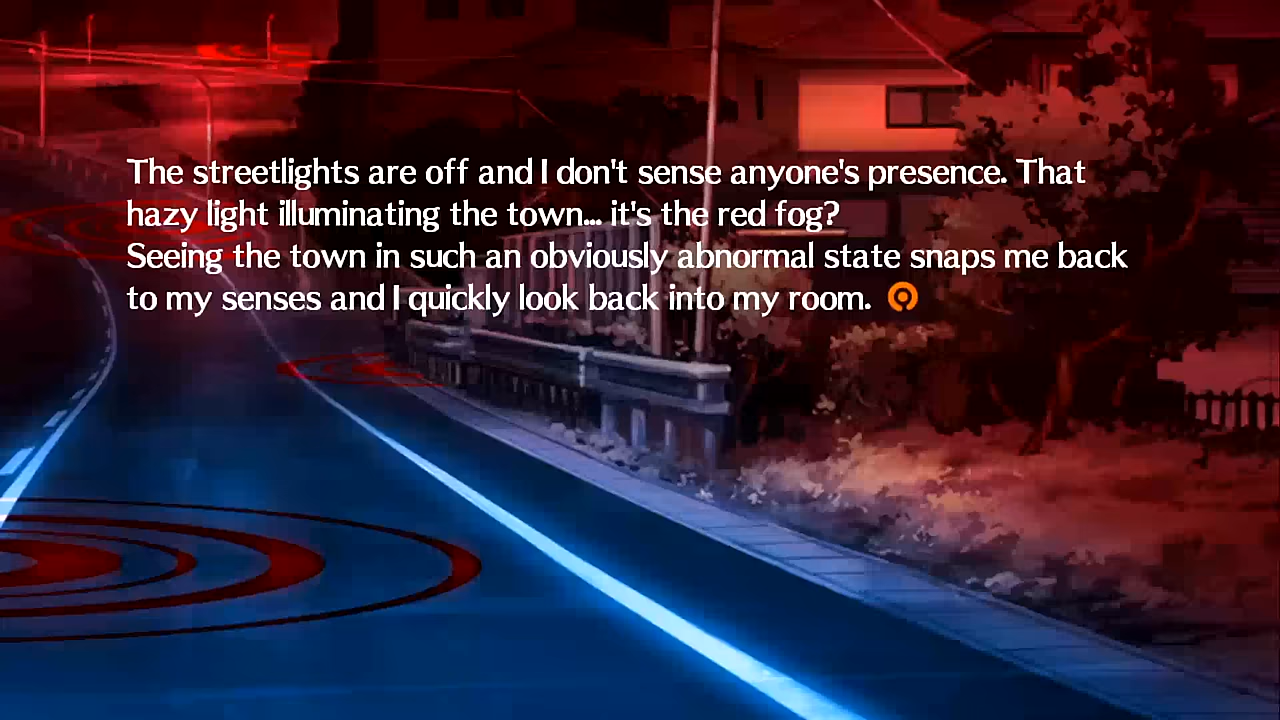 The streetlights are off and I don't sense anyone's presence. That
hazy light illuminating the town... it's the red fog?
Seeing the town in such an obviously abnormal state snaps me back
to my senses and I quickly look back into my room.